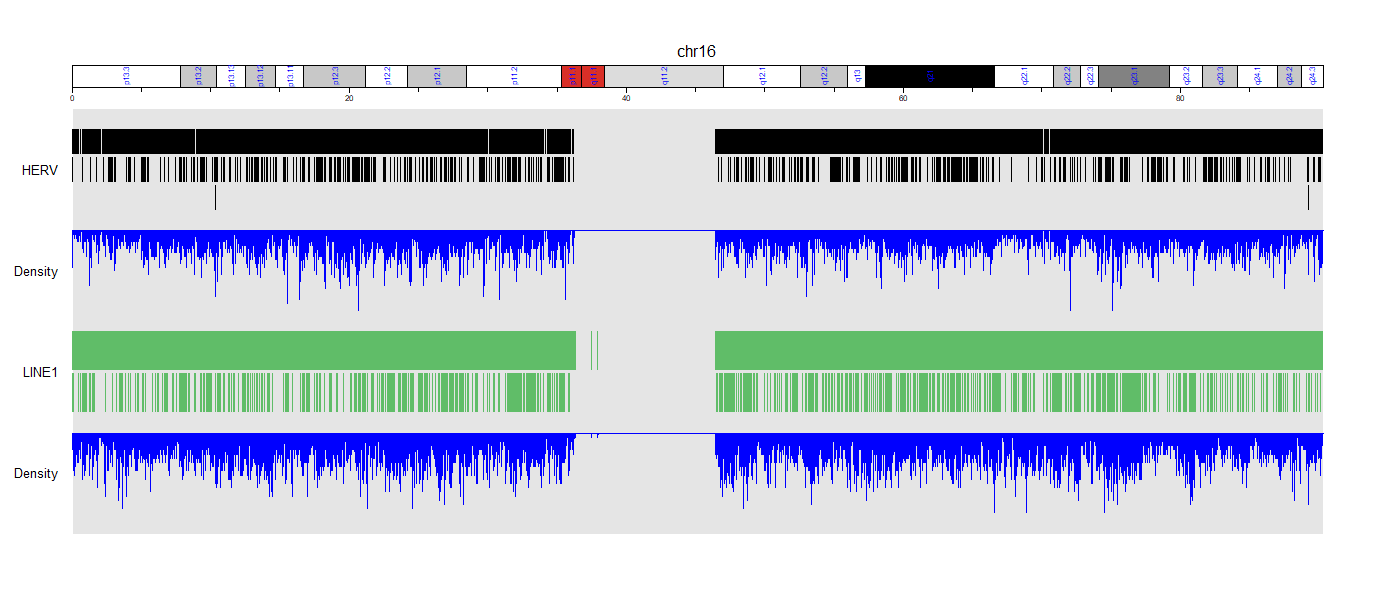 chr16
p13.3 p13.2 p13.13 p13.12 p13.11 p12.3 p12.2 p12.1 p11.2 p11.1 q11.1 q11.2 q12.1 q12.2 q13 q21 q22.1 q22.2 q22.3 q23.1 q23.2 q23.3 q24.1 q24.2 q24.3
0 20 40 60 80
HERV
Density
LINE1
Density